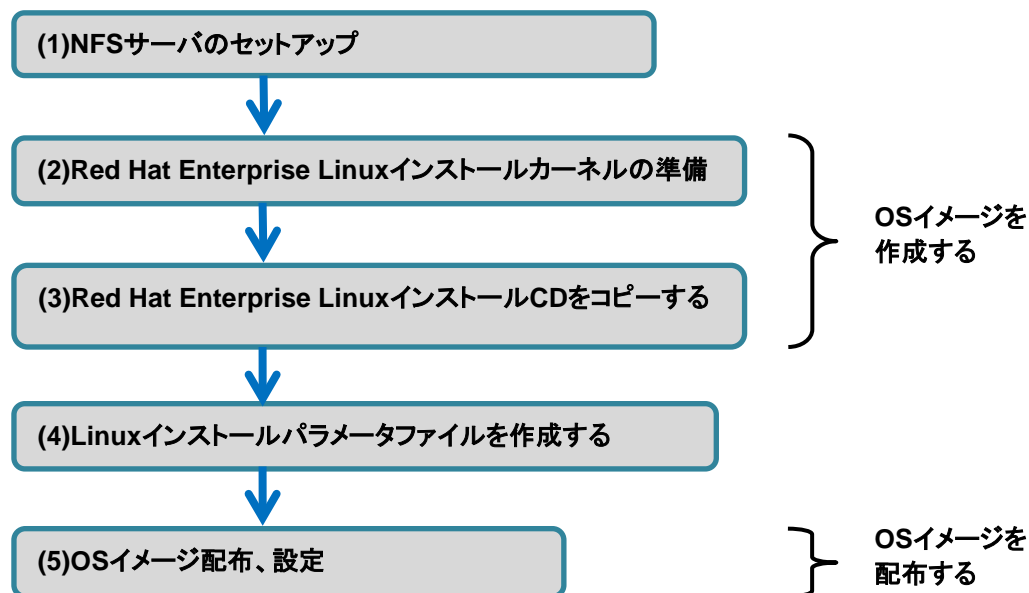 (1)NFSサーバのセットアップ
(2)Red Hat Enterprise Linuxインストールカーネルの準備
OSイメージを
作成する
(3)Red Hat Enterprise LinuxインストールCDをコピーする
(4)Linuxインストールパラメータファイルを作成する
(5)OSイメージ配布、設定
OSイメージを
配布する